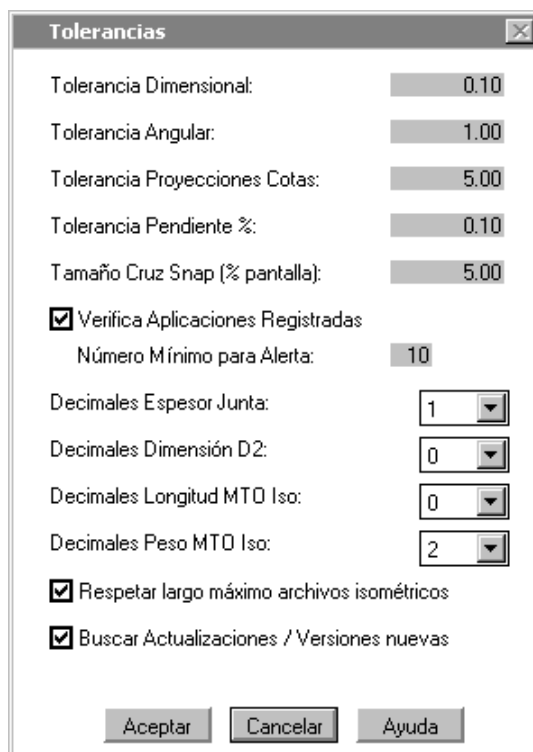 Tolerancias
Tolerancia Dimensional: 0.10
Tolerancia Angular: 1.00
Tolerancia Proyecciones Cotas: 5.00
Tolerancia Pendiente %: 0.10
Tamaño Cruz Snap (% pantalla): 5.00
Verifica Aplicaciones Registradas
Número Mínimo para Alerta: 10
Decimales Espesor Junta: 1
Decimales Dimensión D2: 0
Decimales Longitud MTO Iso: 0
Decimales Peso MTO Iso: 2
Respetar largo máximo archivos isométricos
Buscar Actualizaciones / Versiones nuevas
Aceptar Cancelar Ayuda